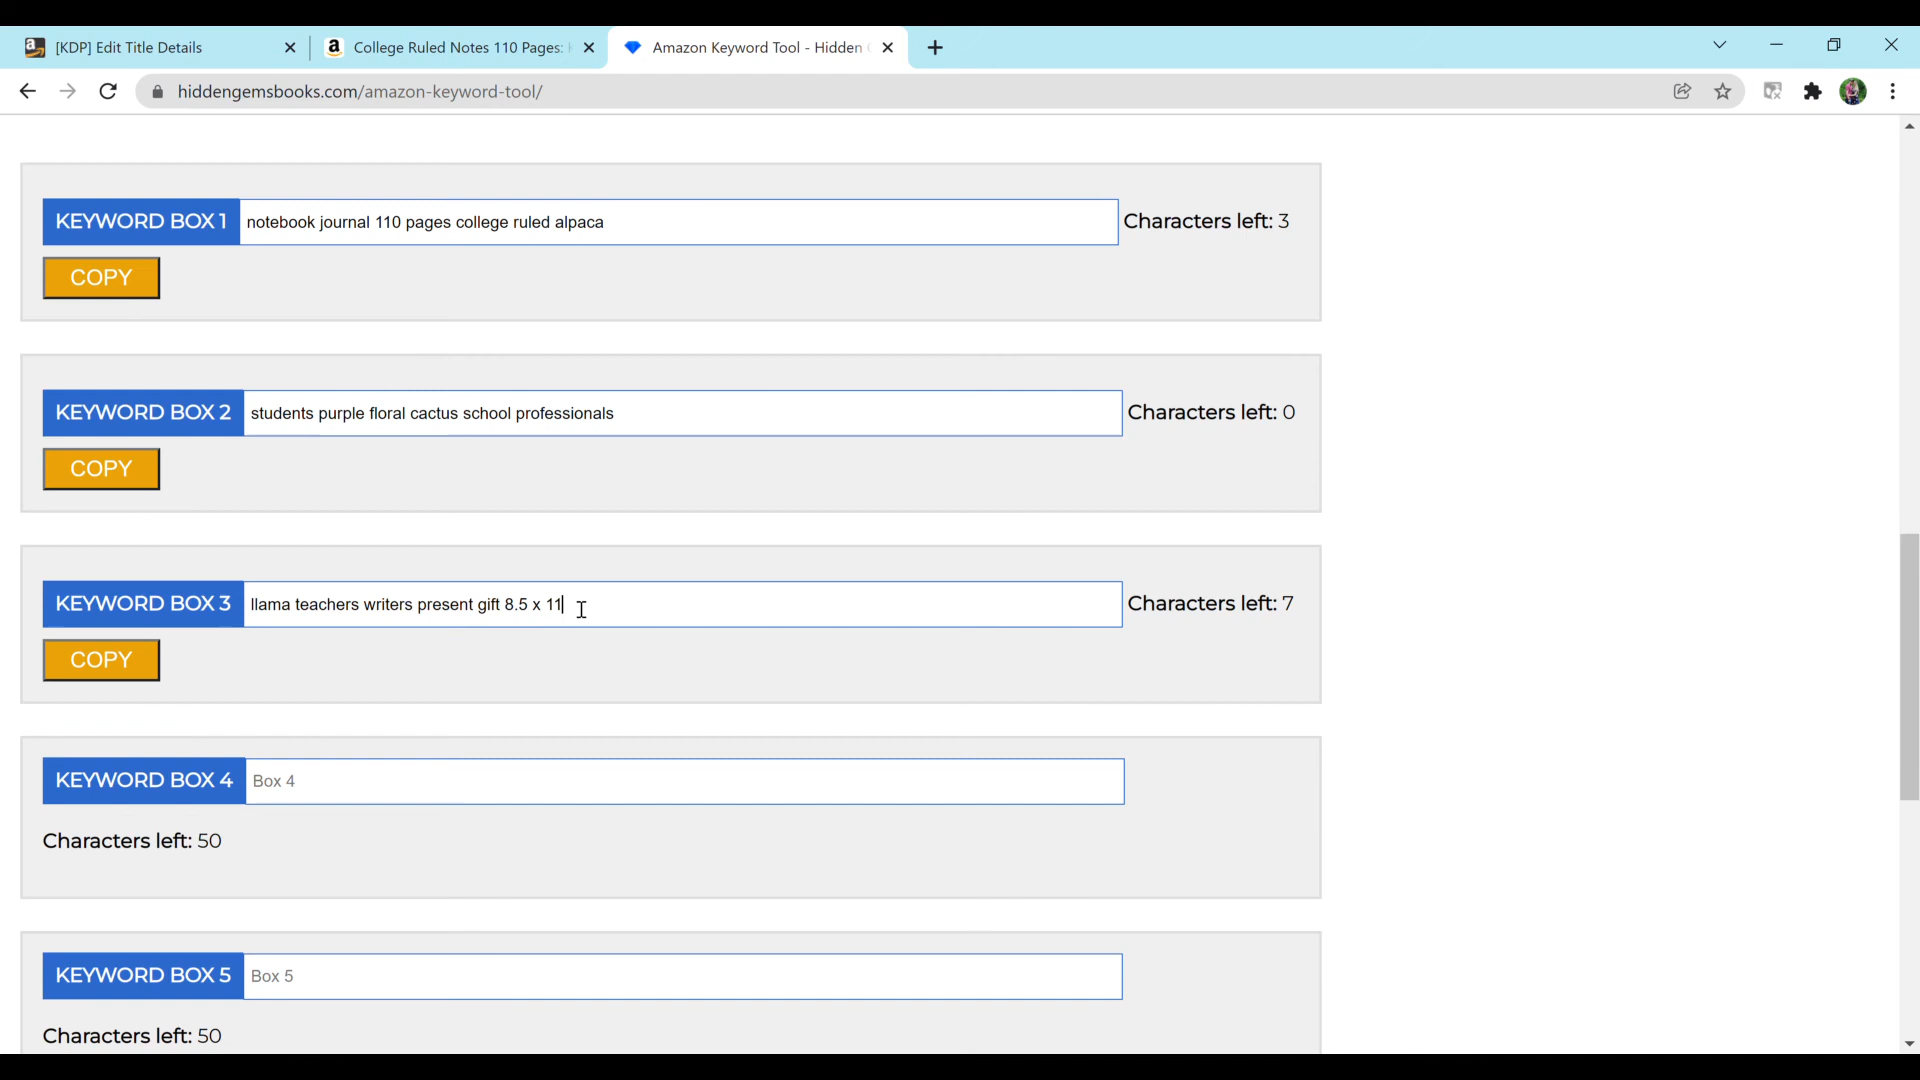 [KDP] Edit Title Details
College Ruled Notes 110 Pages:
Amazon Keyword Tool - Hidden
hiddengemsbooks.com/amazon-keyword-tool/
KEYWORD BOX 1 notebook journal 110 pages college ruled alpaca Characters left: 3
COPY
KEYWORD BOX 2 students purple floral cactus school professionals Characters left: 0
COPY
KEYWORD BOX 3 llama teachers writers present gift 8.5 x 11 Characters left: 7
COPY
KEYWORD BOX 4 Box 4
Characters left: 50
KEYWORD BOX 5 Box 5
Characters left: 50